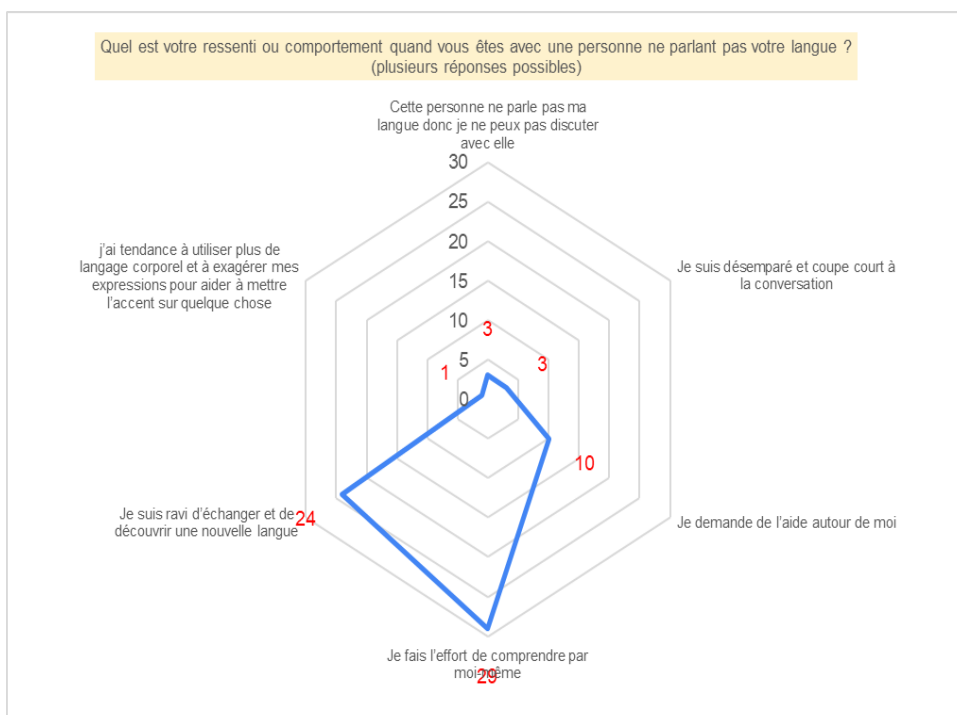 Quel est votre ressenti ou comportement quand vous êtes avec une personne ne parlant pas votre langue ?
(plusieurs réponses possibles)
Cette personne ne parle pas ma
langue donc je ne peux pas discuter
avec elle
30
25
20
15
10
5
0
3
3
10
29
24
1
Je suis désemparé et coupe court à
la conversation
Je demande de l'aide autour de moi
Je fais l'effort de comprendre par
moi-même
Je suis ravi d'échanger et de
découvrir une nouvelle langue
j'ai tendance à utiliser plus de
langage corporel et à exagérer mes
expressions pour aider à mettre
l'accent sur quelque chose